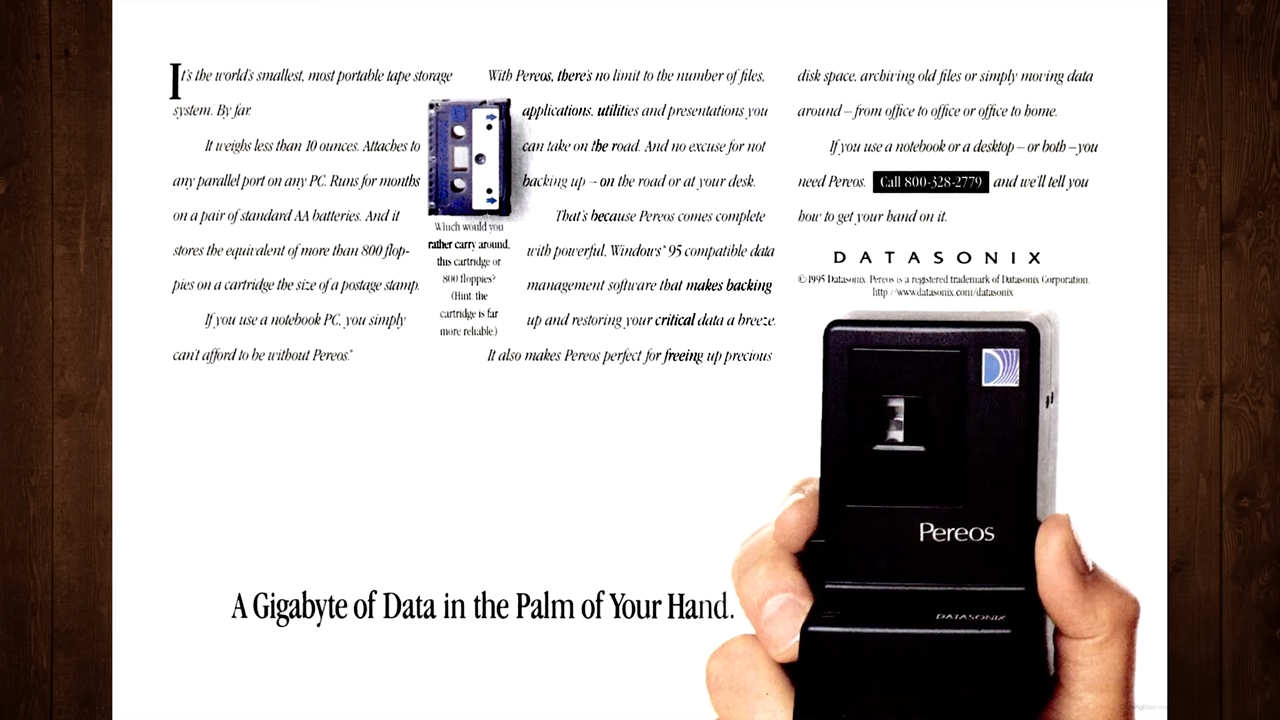 It's the world's smallest, most portable tape storage
system. By far.
It weighs less than 10 ounces. Attaches to
any parallel port on any PC. Runs for months
on a pair of standard AA batteries. And it
stores the equivalent of more than 800 flop-
pies on a cartridge the size of a postage stamp.
If you use a notebook PC, you simply
can't afford to be without Pereos.*
Which would you
rather carry around,
this cartridge or
800 floppies?
(Hint: the
cartridge is far
more reliable.)
With Pereos, there's no limit to the number of files,
applications, utilities and presentations you
can take on the road. And no excuse for not
backing up – on the road or at your desk.
That's because Pereos comes complete
with powerful, Windows® 95 compatible data
management software that makes backing
up and restoring your critical data a breeze.
It also makes Pereos perfect for freeing up precious
disk space, archiving old files or simply moving data
around – from office to office or office to home.
If you use a notebook or a desktop – or both – you
need Pereos. Call 800-328-2779 and we'll tell you
how to get your hand on it.
DATASONIX
©1995 Datasonix. Pereos is a registered trademark of Datasonix Corporation.
http://www.datasonix.com/datasonix
Pereos
DATASONIX
A Gigabyte of Data in the Palm of Your Hand.